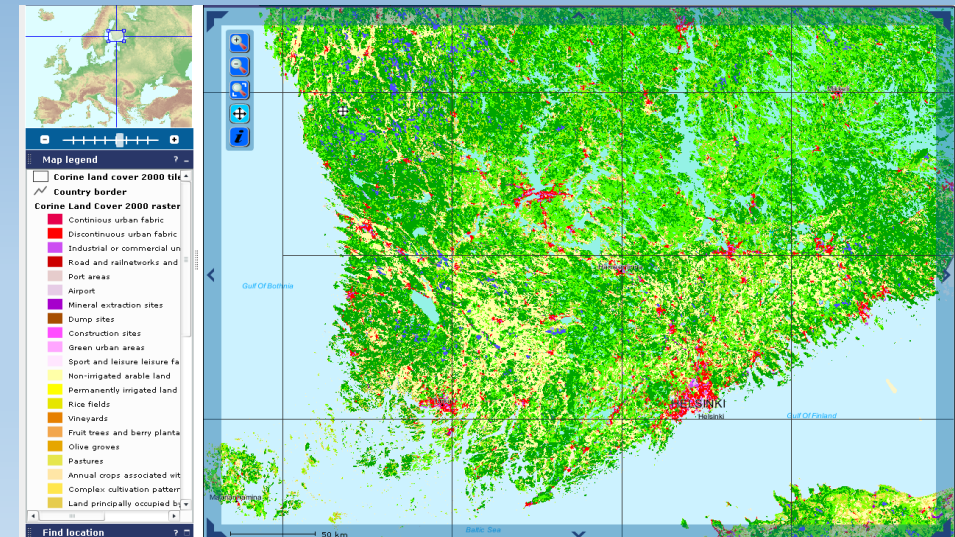 Map legend ? –
Corine land cover 2000 tile
Country border
Corine Land Cover 2000 raster
Continious urban fabric
Discontinuous urban fabric
Industrial or commercial un
Road and railnetworks and
Port areas
Airport
Mineral extraction sites
Dump sites
Construction sites
Green urban areas
Sport and leisure leisure fa
Non-irrigated arable land
Permanently irrigated land
Rice fields
Vineyards
Fruit trees and berry planta
Olive growes
Pastures
Annual crops associated wit
Complex cultivation pattern
Land principally occupied by
Find location ?
Gulf Of Bothnia
HELSINKI
Helsinki
Gulf Of Finland
Baltic Sea
50 km